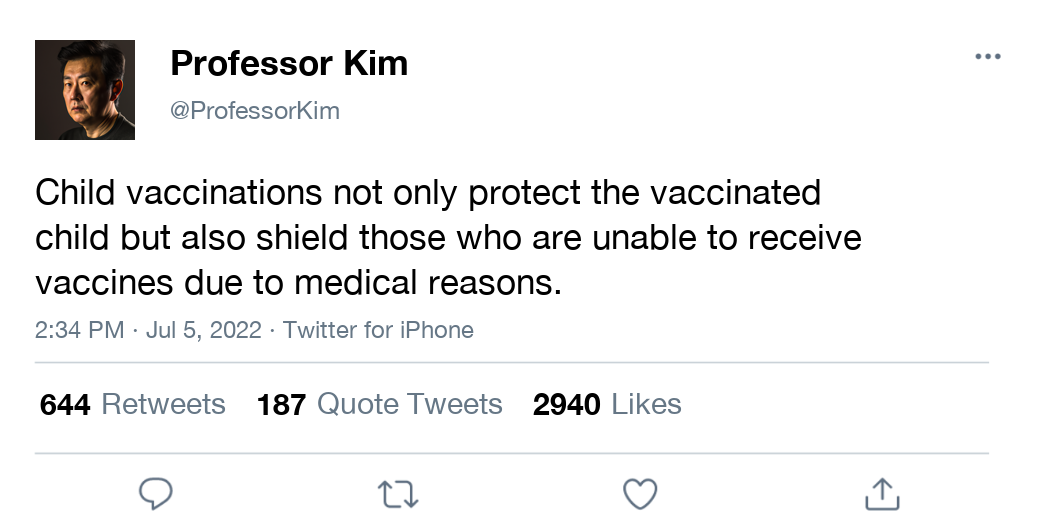 Professor Kim
@ProfessorKim
Child vaccinations not only protect the vaccinated
child but also shield those who are unable to receive
vaccines due to medical reasons.
2:34 PM · Jul 5, 2022 · Twitter for iPhone
644 Retweets 187 Quote Tweets 2940 Likes